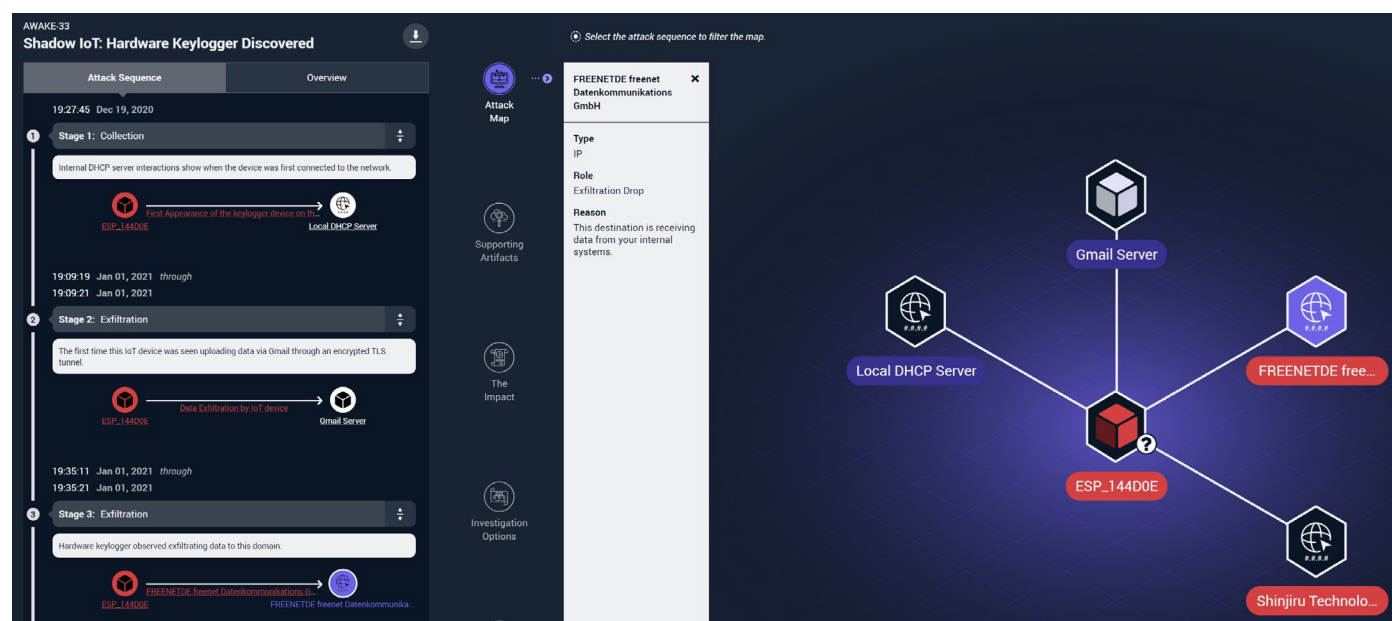 AWAKE-33
Shadow IoT: Hardware Keylogger Discovered
Attack Sequence
Overview
19:27:45 Dec 19, 2020
1
Stage 1: Collection
Internal DHCP server interactions show when the device was first connected to the network.
First Appearance of the keylogger device on th...
ESP_144D0E
Local DHCP Server
19:09:19 Jan 01, 2021 through
19:09:21 Jan 01, 2021
2
Stage 2: Exfiltration
The first time this IoT device was seen uploading data via Gmail through an encrypted TLS
tunnel.
Data Exfiltration by IoT device
ESP_144D0E
Gmail Server
19:35:11 Jan 01, 2021 through
19:35:21 Jan 01, 2021
3
Stage 3: Exfiltration
Hardware keylogger observed exfiltrating data to this domain.
FREENETDE freenet Datenkommunikations G...
ESP_144D0E
FREENETDE freenet Datenkommunika...
Attack
Map
Supporting
Artifacts
The
Impact
Investigation
Options
Select the attack sequence to filter the map.
FREENETDE freenet
Datenkommunikations
GmbH
Type
IP
Role
Exfiltration Drop
Reason
This destination is receiving
data from your internal
systems.
Gmail Server
#.#.#.#
Local DHCP Server
#.#.#.#
FREENETDE free...
?
ESP_144D0E
#.#.#.#
Shinjiru Technolo...